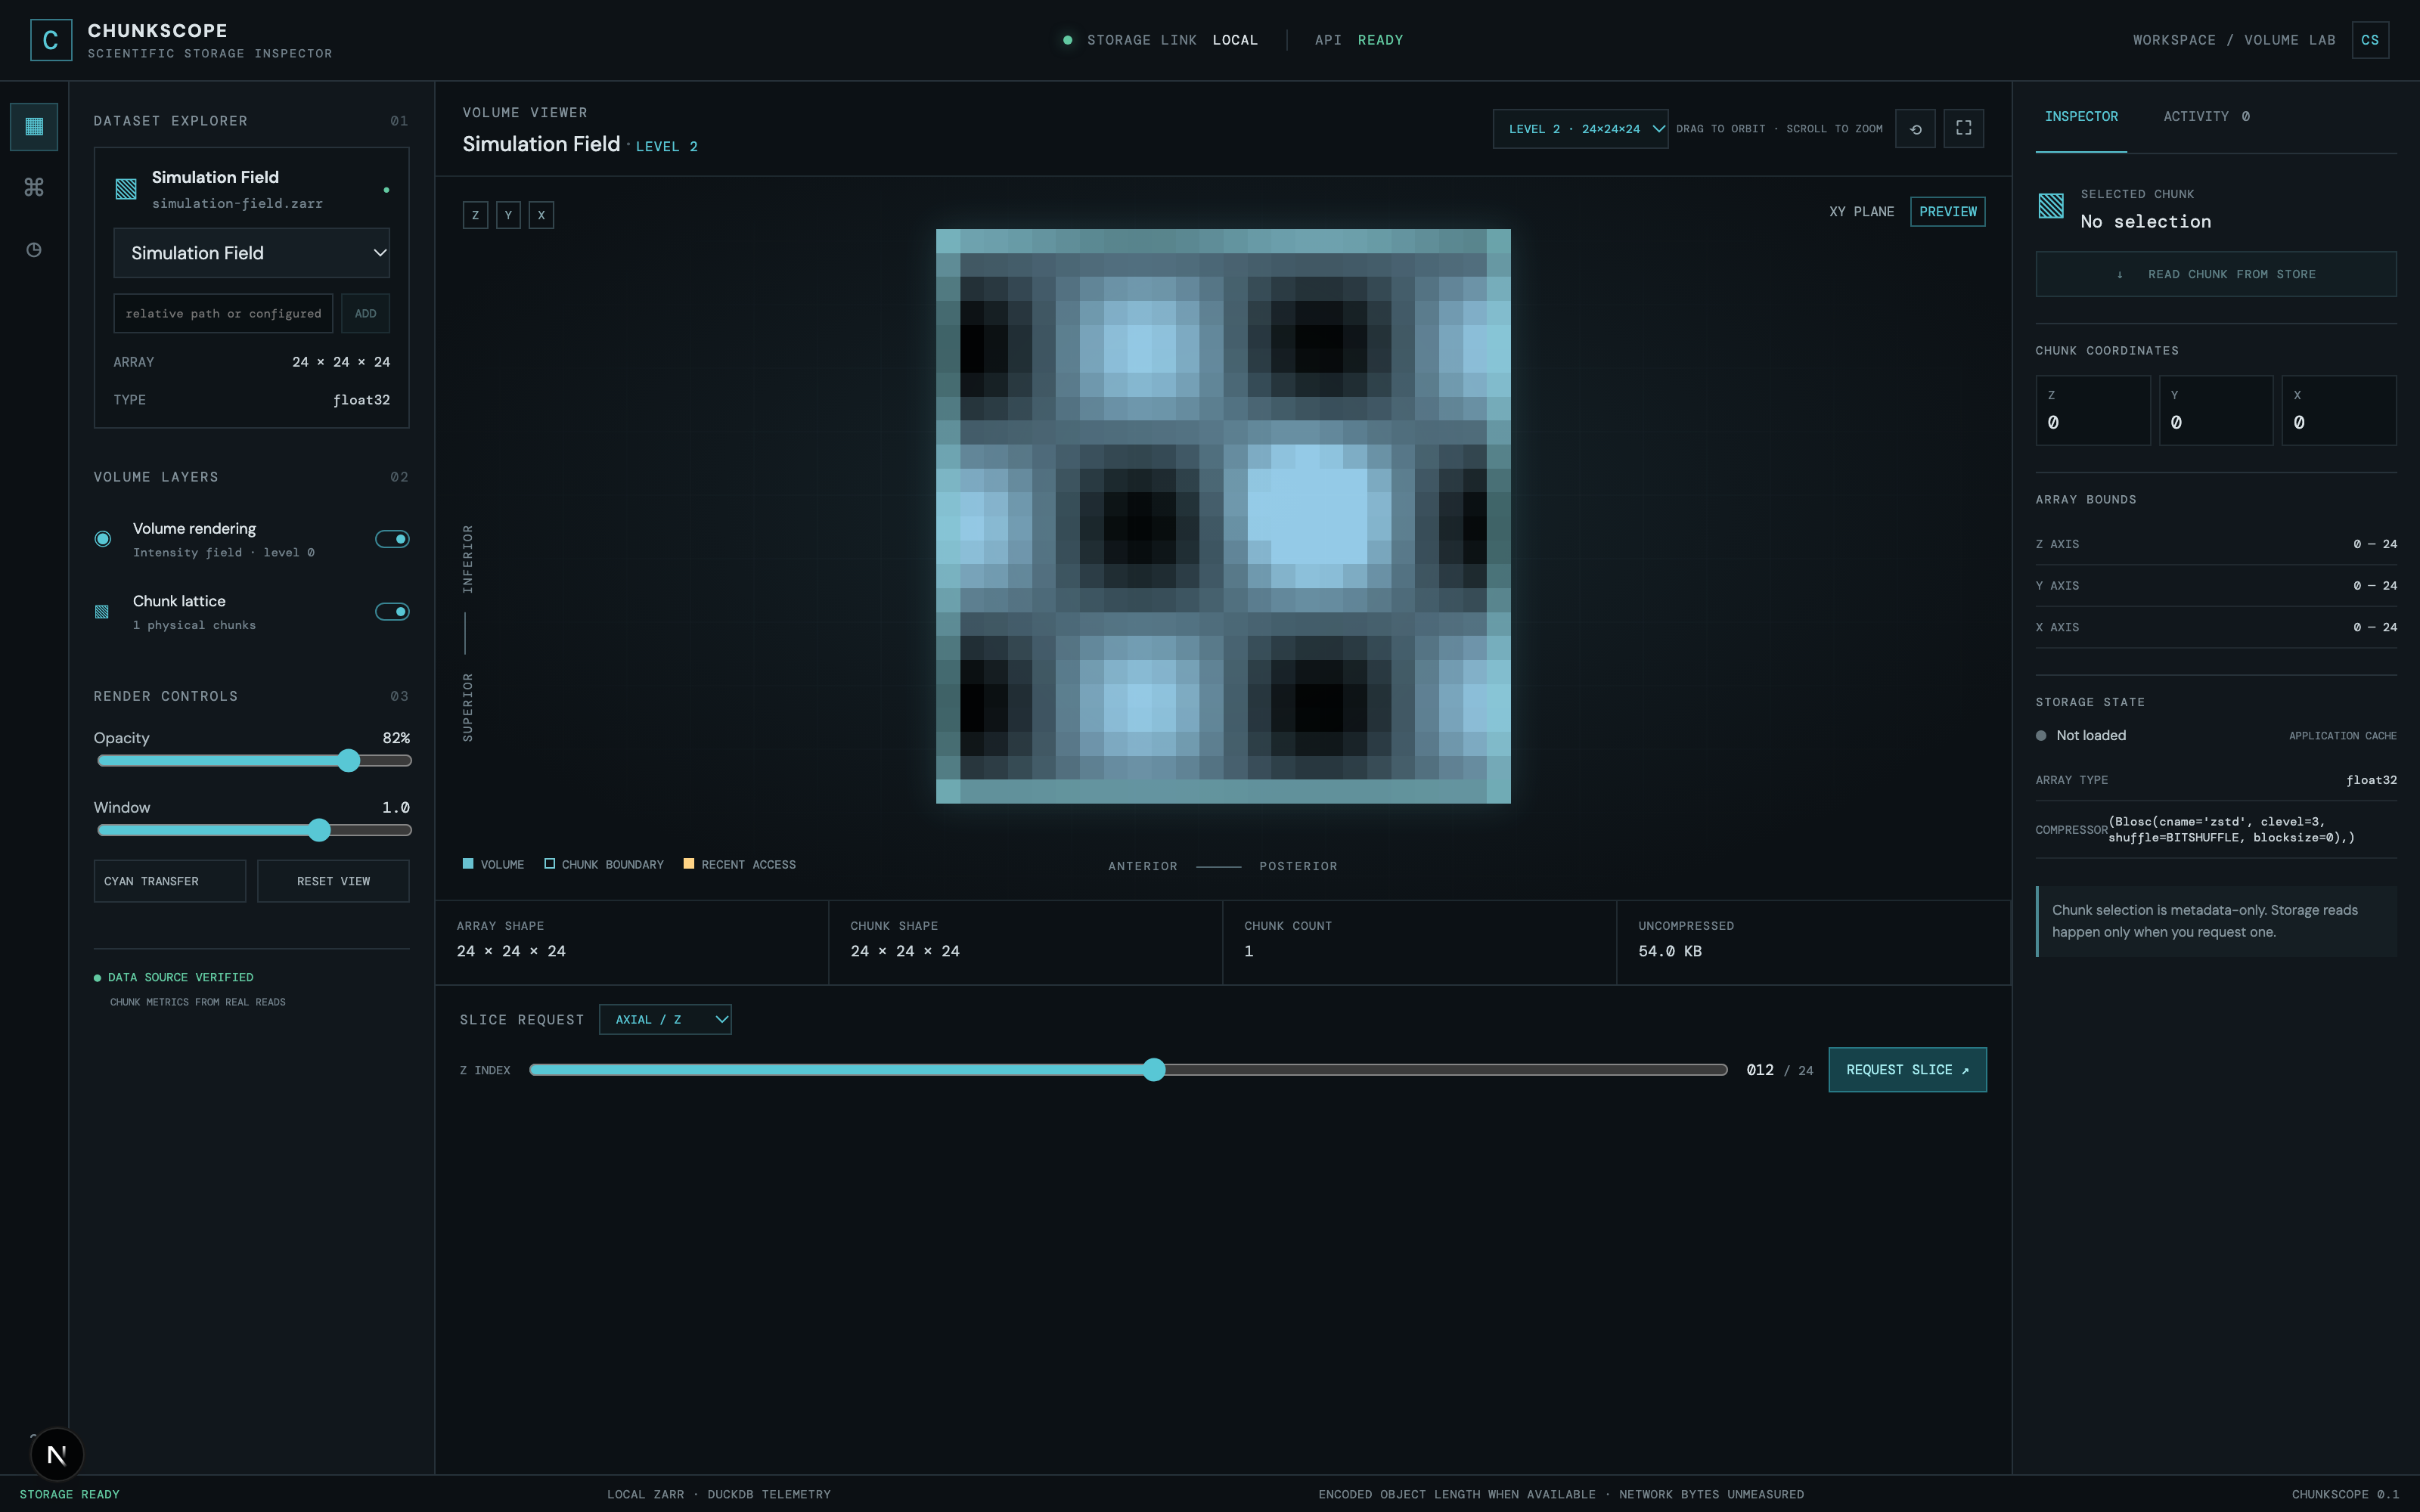 C
CHUNKSCOPE
SCIENTIFIC STORAGE INSPECTOR
STORAGE LINK LOCAL
API READY
WORKSPACE / VOLUME LAB
CS
DATASET EXPLORER 01
Simulation Field
simulation-field.zarr
Simulation Field
relative path or configured
ADD
ARRAY 24 × 24 × 24
TYPE float32
VOLUME LAYERS 02
Volume rendering
Intensity field · level 0
Chunk lattice
1 physical chunks
RENDER CONTROLS 03
Opacity 82%
Window 1.0
CYAN TRANSFER
RESET VIEW
DATA SOURCE VERIFIED
CHUNK METRICS FROM REAL READS
VOLUME VIEWER
Simulation Field · LEVEL 2
LEVEL 2 · 24×24×24
DRAG TO ORBIT · SCROLL TO ZOOM
Z Y X
XY PLANE PREVIEW
SUPERIOR INFERIOR
VOLUME CHUNK BOUNDARY RECENT ACCESS
ANTERIOR POSTERIOR
ARRAY SHAPE
24 × 24 × 24
CHUNK SHAPE
24 × 24 × 24
CHUNK COUNT
1
UNCOMPRESSED
54.0 KB
SLICE REQUEST
AXIAL / Z
Z INDEX
012 / 24
REQUEST SLICE ↗
INSPECTOR
ACTIVITY 0
SELECTED CHUNK
No selection
↓ READ CHUNK FROM STORE
CHUNK COORDINATES
Z Y X
0 0 0
ARRAY BOUNDS
Z AXIS 0 — 24
Y AXIS 0 — 24
X AXIS 0 — 24
STORAGE STATE
Not loaded APPLICATION CACHE
ARRAY TYPE float32
COMPRESSOR (Blosc(cname='zstd', clevel=3,
shuffle=BITSHUFFLE, blocksize=0),)
Chunk selection is metadata-only. Storage reads
happen only when you request one.
N
STORAGE READY
LOCAL ZARR · DUCKDB TELEMETRY
ENCODED OBJECT LENGTH WHEN AVAILABLE · NETWORK BYTES UNMEASURED
CHUNKSCOPE 0.1